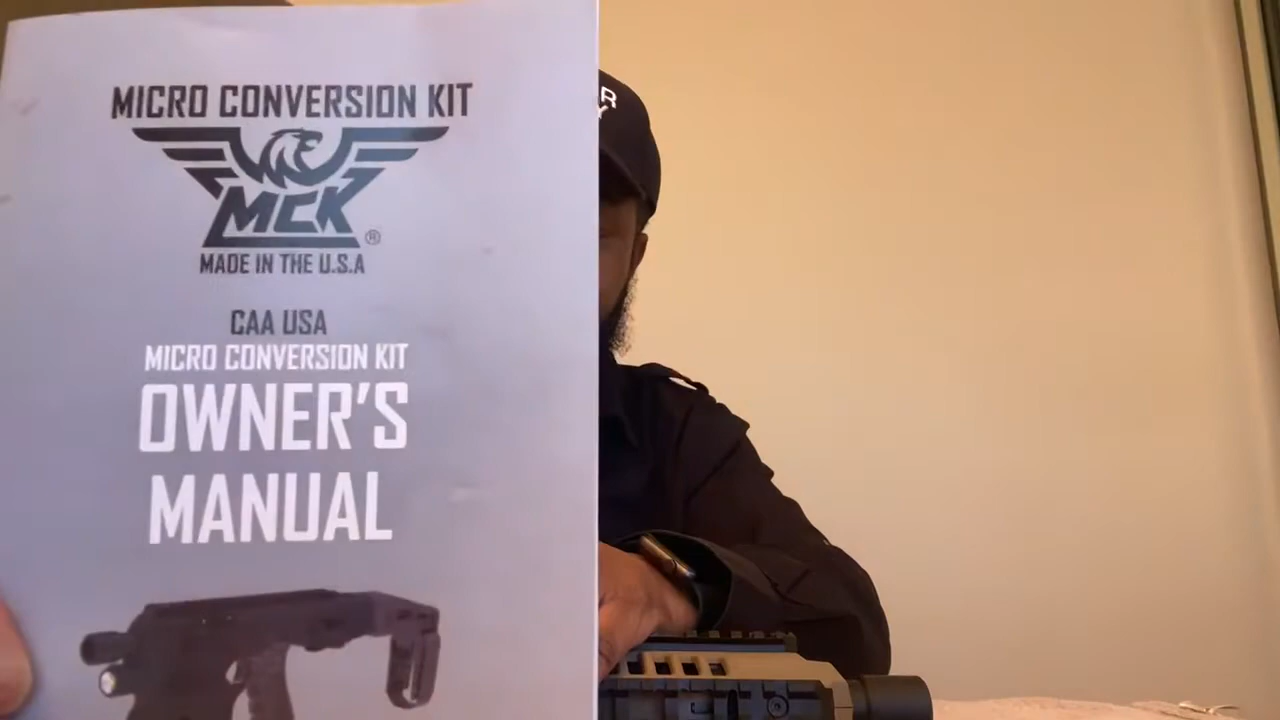 MICRO CONVERSION KIT
MCK®
MADE IN THE U.S.A
CAA USA
MICRO CONVERSION KIT
OWNER'S
MANUAL
R
Y